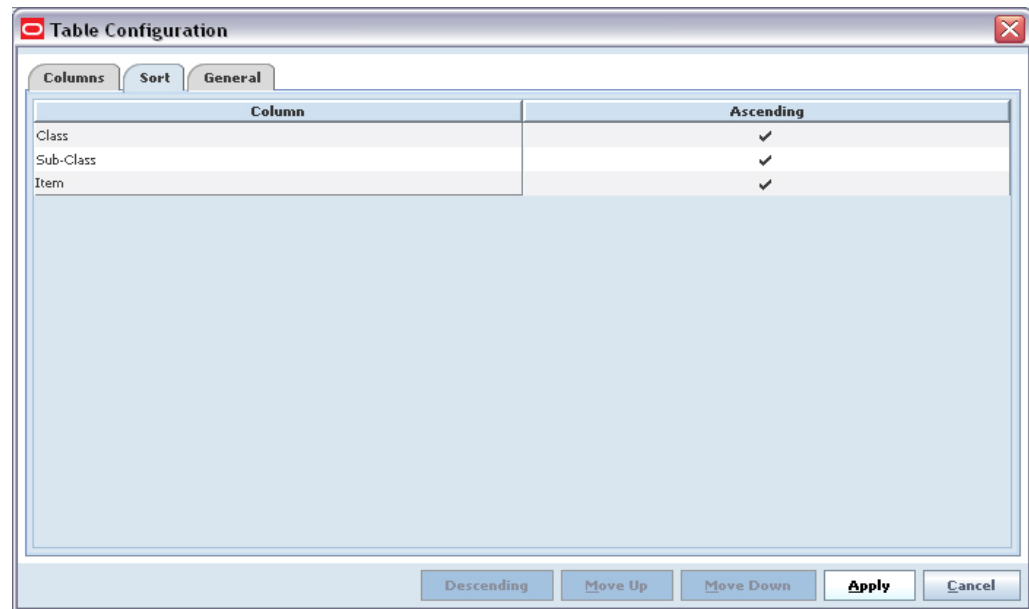 Table Configuration
Columns Sort General
Column Ascending
Class ✓
Sub-Class ✓
Item ✓
Descending Move Up Move Down Apply Cancel